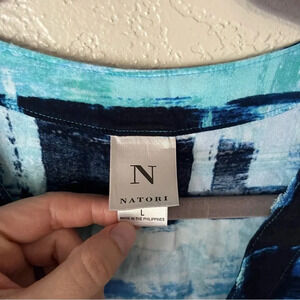 N
NATORI
L
MADE IN THE PHILIPPINES